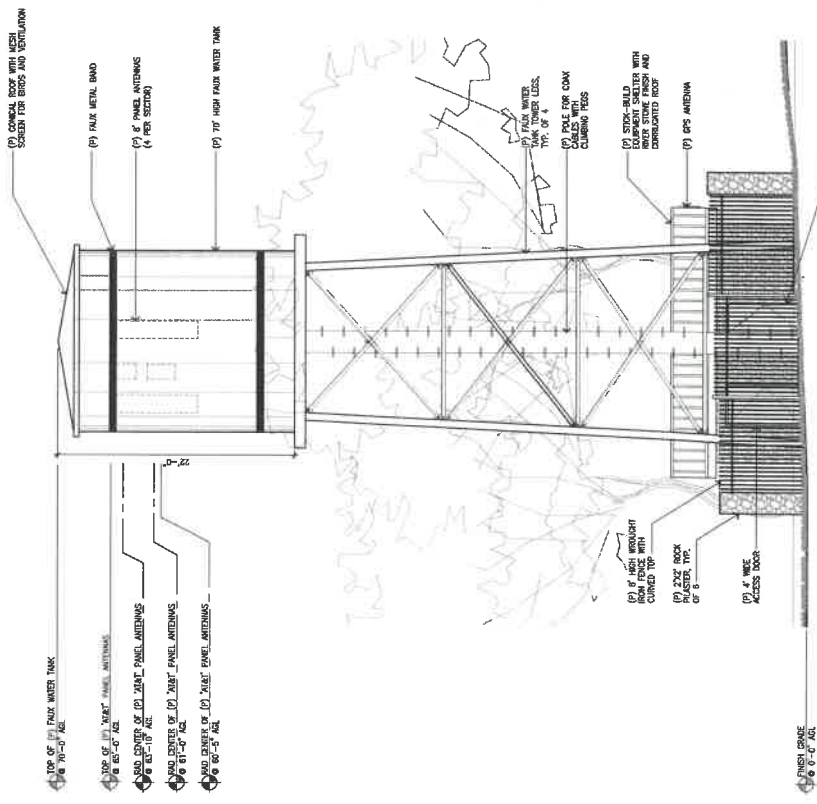 (P) CONICAL ROOF WITH MESH
SCREEN FOR BIRDS AND VENTILATION
(P) FAUX METAL BAND
(P) 8' PANEL ANTENNAS
(4 PER SECTOR)
(P) 70' HIGH FAUX WATER TANK
(P) FAUX WATER
TANK TOWER LEGS,
TYP. OF 4
(P) POLE FOR COAX
CABLES WITH
CLIMBING PEGS
(P) STICK-BUILD
EQUIPMENT SHELTER WITH
RIVER STONE FINISH AND
CORRUGATED ROOF
(P) GPS ANTENNA
22'-0"
(P) 6' HIGH WROUGHT
IRON FENCE WITH
CURVED TOP
(P) 2'X2' ROCK
PILASTER, TYP.
OF 6
(P) 4' WIDE
ACCESS DOOR
TOP OF (P) FAUX WATER TANK
@ 70'-0" AGL
TOP OF (P) "AT&T" PANEL ANTENNAS
@ 65'-0" AGL
RAD CENTER OF (P) "AT&T" PANEL ANTENNAS
@ 63'-10" AGL
RAD CENTER OF (P) "AT&T" PANEL ANTENNAS
@ 61'-0" AGL
RAD CENTER OF (P) "AT&T" PANEL ANTENNAS
@ 60'-5" AGL
FINISH GRADE
@ 0'-0" AGL